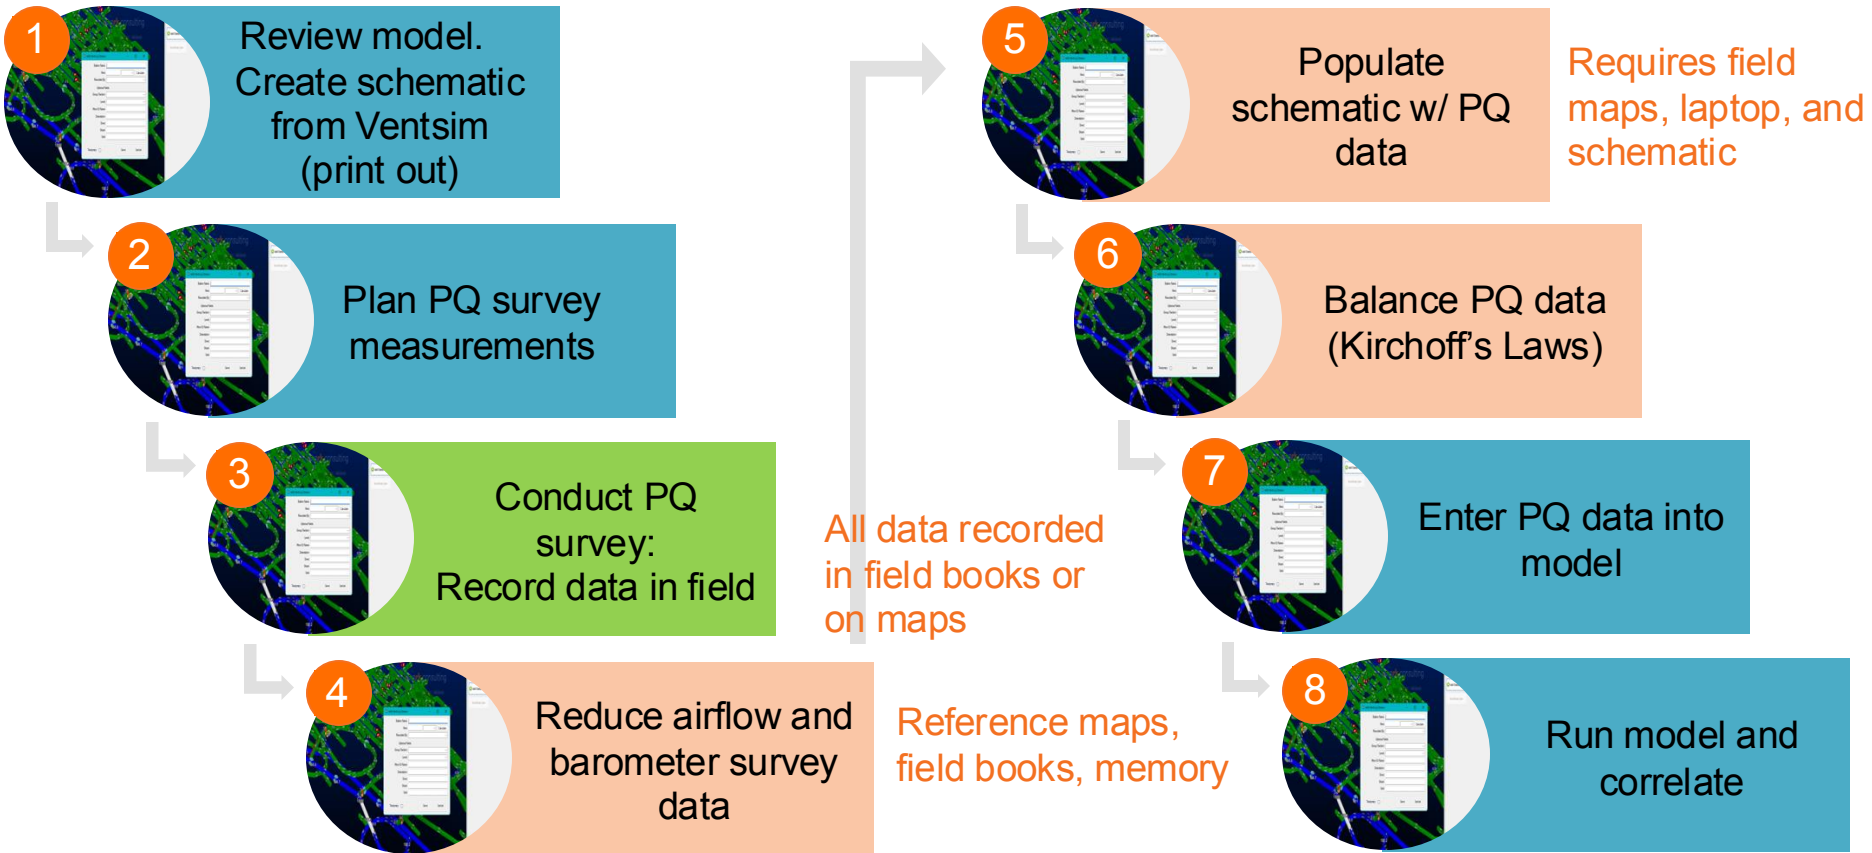 1
Review model.
Create schematic
from Ventsim
(print out)
2
Plan PQ survey
measurements
3
Conduct PQ
survey:
Record data in field
All data recorded
in field books or
on maps
4
Reduce airflow and
barometer survey
data
Reference maps,
field books, memory
5
Populate
schematic w/ PQ
data
Requires field
maps, laptop, and
schematic
6
Balance PQ data
(Kirchoff's Laws)
7
Enter PQ data into
model
8
Run model and
correlate